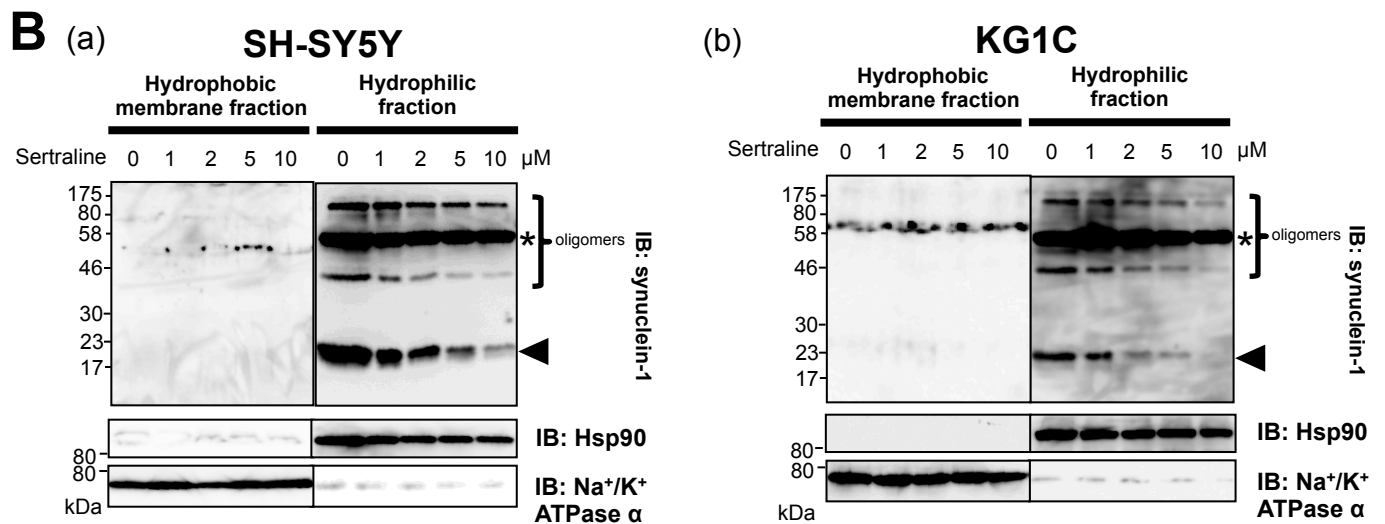 B (a) SH-SY5Y
Hydrophobic membrane fraction
Hydrophilic fraction
Sertraline 0 1 2 5 10 0 1 2 5 10 µM
175
80
58
46
30
23
17
* oligomers
IB: synuclein-1
80
IB: Hsp90
80
kDa
IB: Na⁺/K⁺
ATPase α
(b) KG1C
Hydrophobic membrane fraction
Hydrophilic fraction
Sertraline 0 1 2 5 10 0 1 2 5 10 µM
175
80
58
46
30
23
17
* oligomers
IB: synuclein-1
80
IB: Hsp90
80
kDa
IB: Na⁺/K⁺
ATPase α